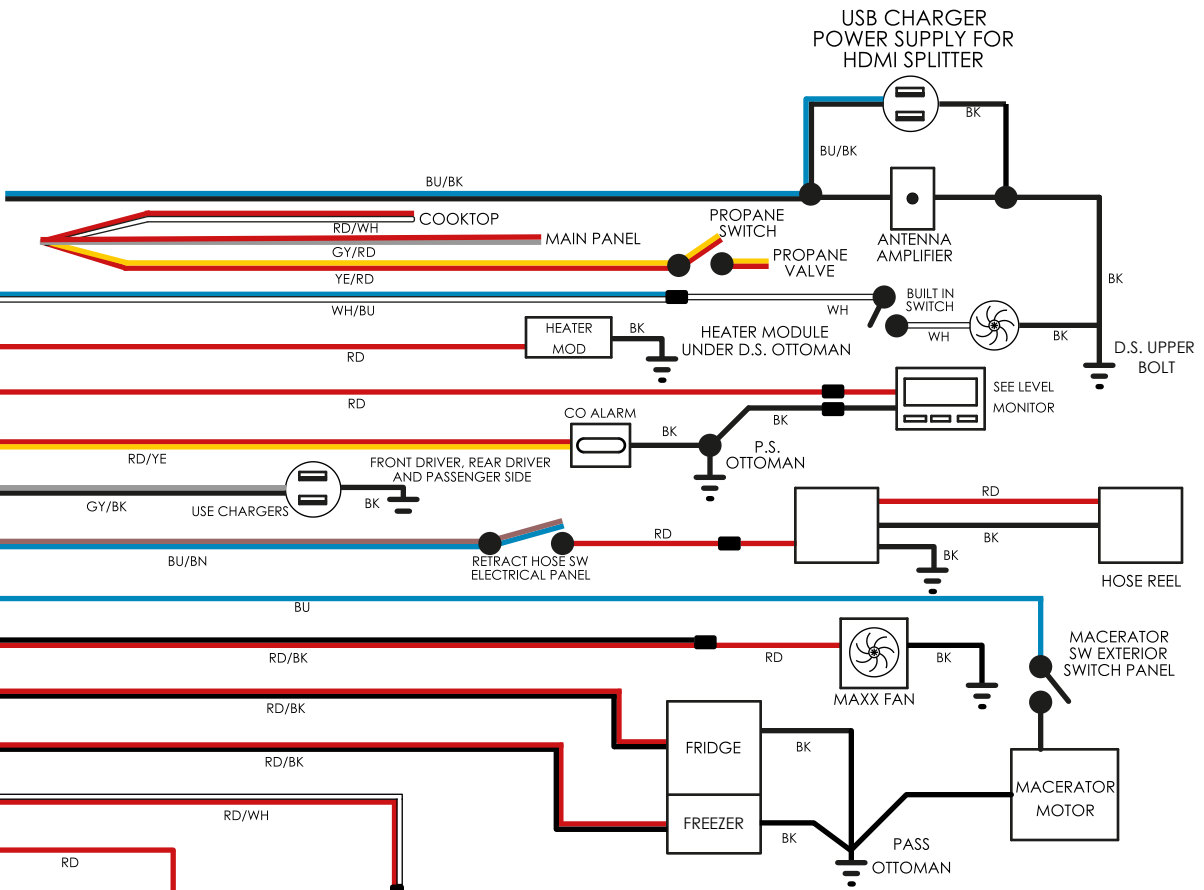 USB CHARGER
POWER SUPPLY FOR
HDMI SPLITTER
BK
BU/BK
BU/BK
COOKTOP
RD/WH
PROPANE
SWITCH
MAIN PANEL
GY/RD
ANTENNA
AMPLIFIER
PROPANE
VALVE
YE/RD
BK
WH/BU
WH
BUILT IN
SWITCH
WH
BK
HEATER
MOD
BK
HEATER MODULE
UNDER D.S. OTTOMAN
D.S. UPPER
BOLT
RD
RD
SEE LEVEL
MONITOR
CO ALARM
BK
BK
P.S.
OTTOMAN
RD/YE
FRONT DRIVER, REAR DRIVER
AND PASSENGER SIDE
GY/BK
USE CHARGERS
BK
RD
BK
RD
BK
BU/BN
RETRACT HOSE SW
ELECTRICAL PANEL
HOSE REEL
BU
MACERATOR
SW EXTERIOR
SWITCH PANEL
RD/BK
RD
BK
MAXX FAN
RD/BK
FRIDGE
BK
RD/BK
MACERATOR
MOTOR
RD/WH
FREEZER
BK
PASS
OTTOMAN
RD